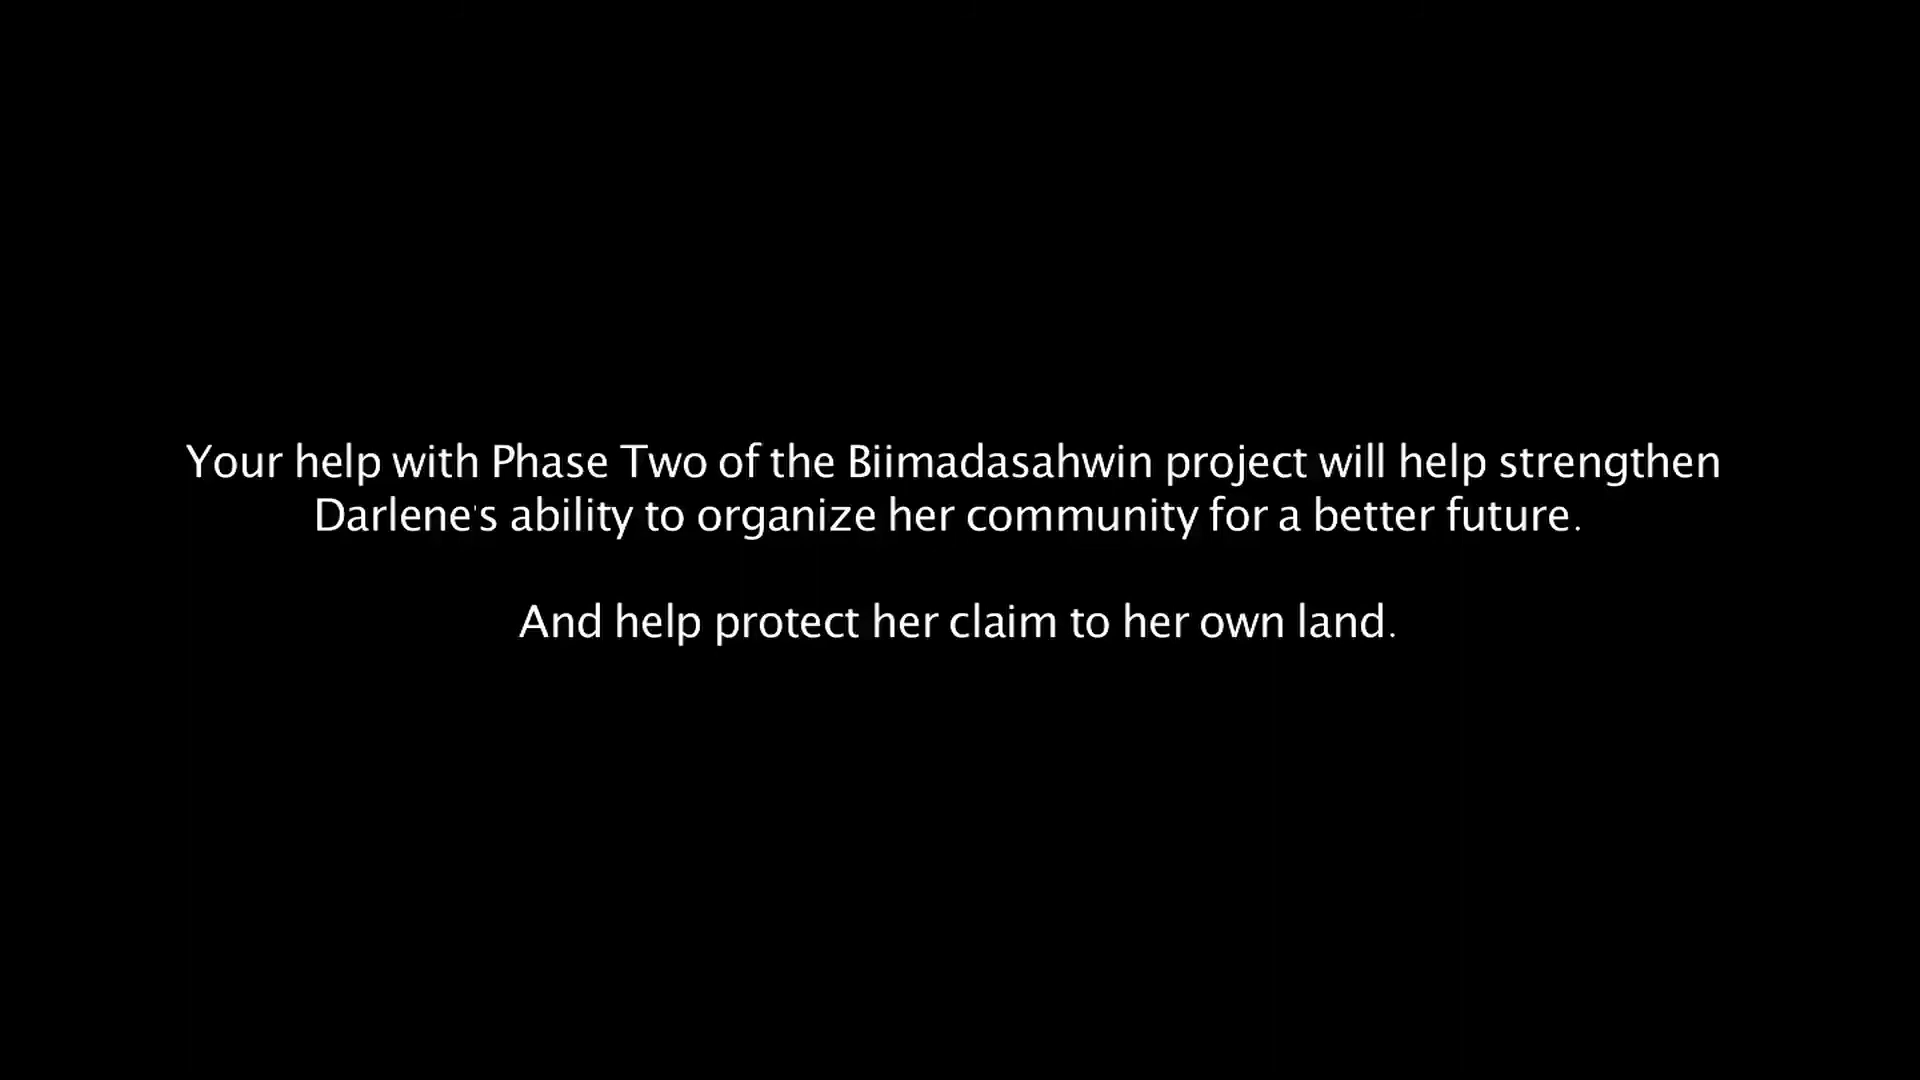 Your help with Phase Two of the Biimadasahwin project will help strengthen
Darlene's ability to organize her community for a better future.
And help protect her claim to her own land.